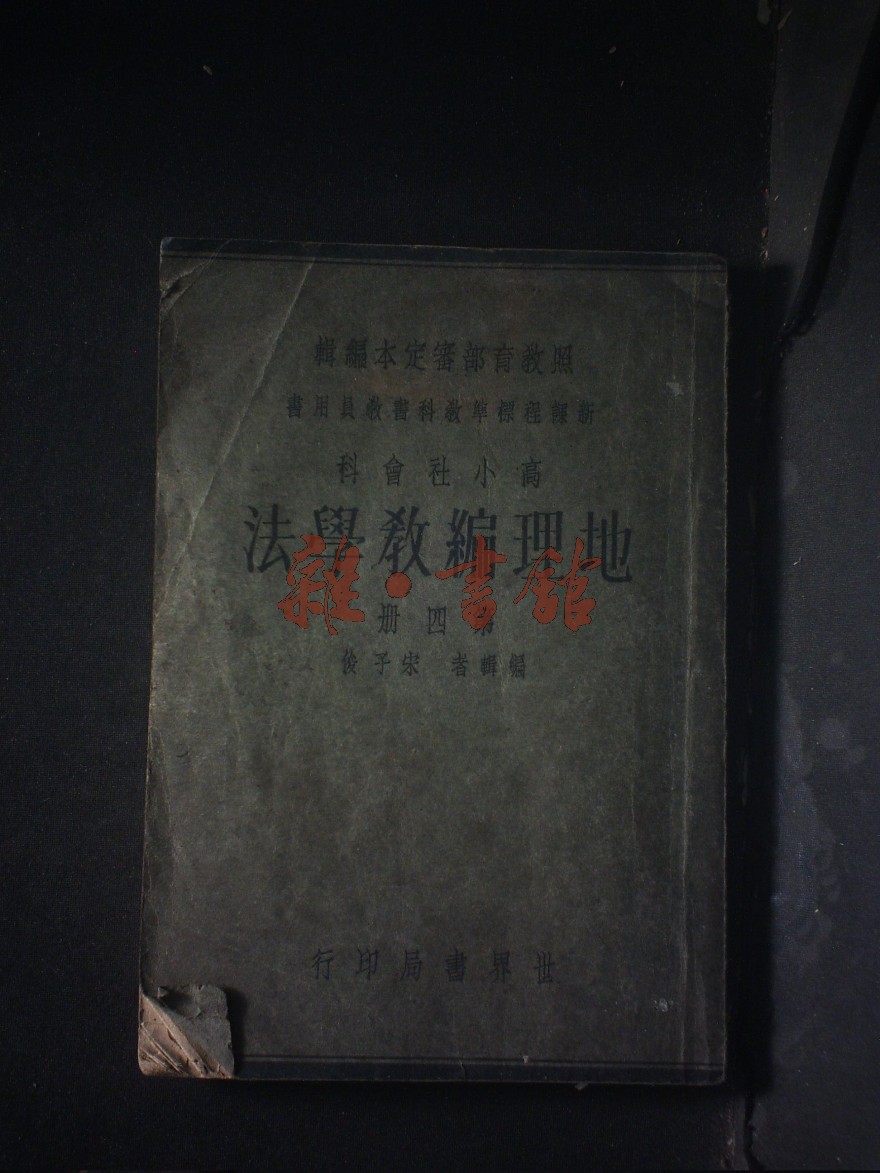 照教育部審定本編輯
新課程標準教科書教員用書
高小社會科
地理編教學法
雜·書館
第四册
編輯者 宋子俊
世界書局印行